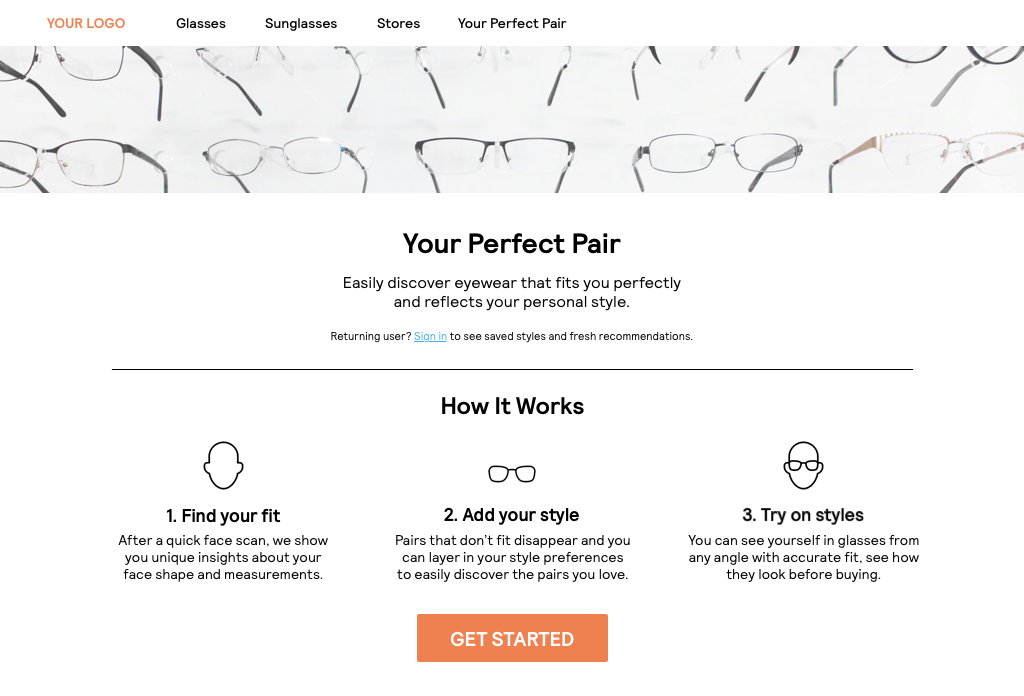 YOUR LOGO Glasses Sunglasses Stores Your Perfect Pair
Your Perfect Pair
Easily discover eyewear that fits you perfectly
and reflects your personal style.
Returning user? Sign in to see saved styles and fresh recommendations.
How It Works
1. Find your fit
After a quick face scan, we show
you unique insights about your
face shape and measurements.
2. Add your style
Pairs that don't fit disappear and you
can layer in your style preferences
to easily discover the pairs you love.
3. Try on styles
You can see yourself in glasses from
any angle with accurate fit, see how
they look before buying.
GET STARTED